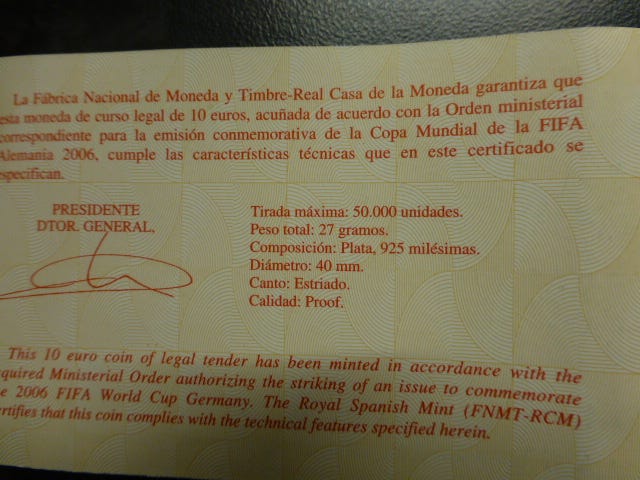 La Fábrica Nacional de Moneda y Timbre-Real Casa de la Moneda garantiza que
esta moneda de curso legal de 10 euros, acuñada de acuerdo con la Orden ministerial
correspondiente para la emisión conmemorativa de la Copa Mundial de la FIFA
Alemania 2006, cumple las características técnicas que en este certificado se
especifican.
PRESIDENTE
DTOR. GENERAL,
Tirada máxima: 50.000 unidades.
Peso total: 27 gramos.
Composición: Plata, 925 milésimas.
Diámetro: 40 mm.
Canto: Estriado.
Calidad: Proof.
This 10 euro coin of legal tender has been minted in accordance with the
quired Ministerial Order authorizing the striking of an issue to commemorate
e 2006 FIFA World Cup Germany. The Royal Spanish Mint (FNMT-RCM)
rtifies that this coin complies with the technical features specified herein.